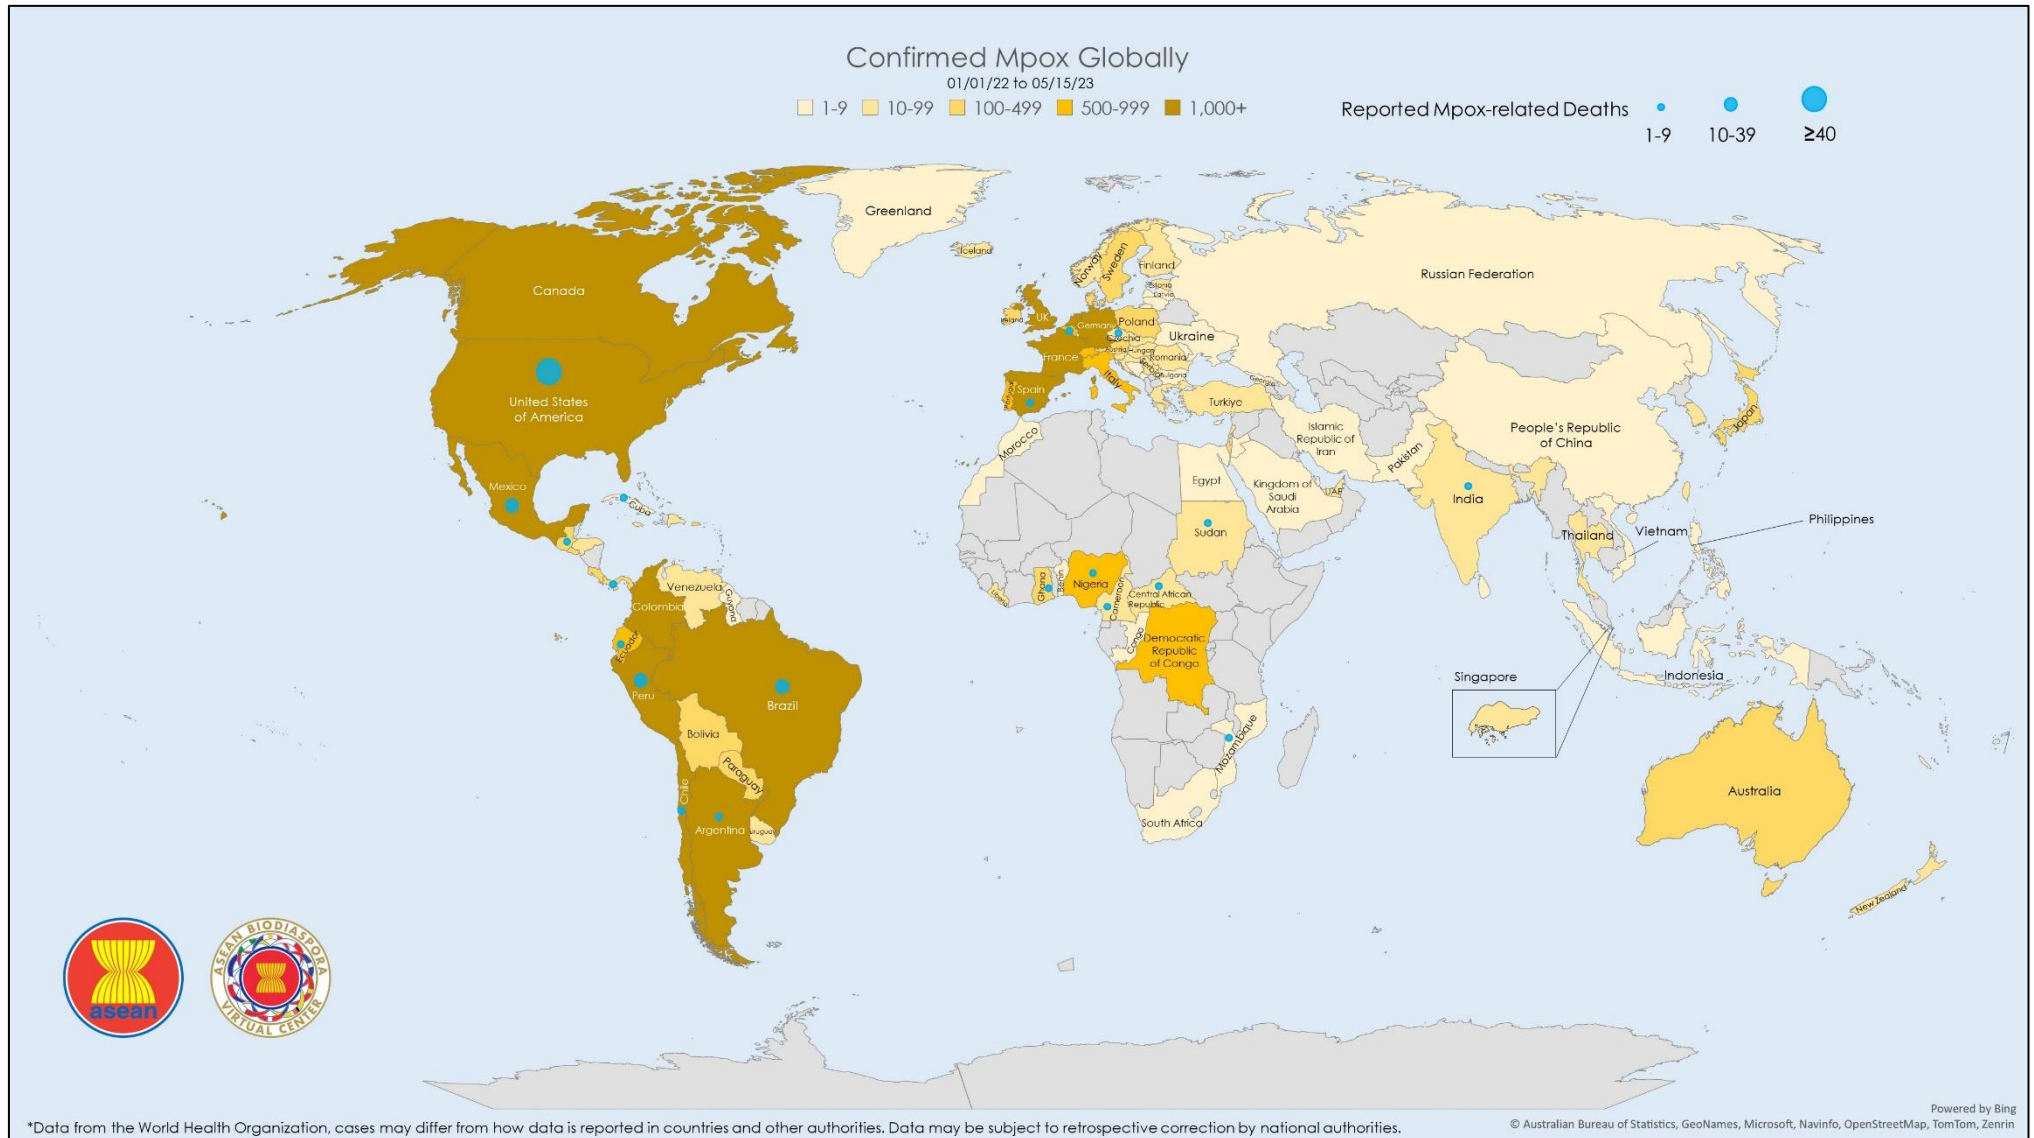 Confirmed Mpox Globally
01/01/22 to 05/15/23
1-9
10-99
100-499
500-999
1,000+
Reported Mpox-related Deaths
1-9
10-39
≥40
Greenland
Iceland
Norway
Sweden
Finland
Estonia
Latvia
Russian Federation
Canada
Ireland
UK
Germany
Poland
Czechia
Ukraine
France
Austria
Hungary
Romania
Serbia
Bulgaria
Italy
Georgia
Spain
Turkiye
United States
of America
Islamic
Republic of
Iran
People's Republic
of China
Japan
Morocco
Pakistan
Mexico
Cuba
Egypt
Kingdom of
Saudi
Arabia
UAE
India
Sudan
Thailand
Vietnam
Philippines
Venezuela
Guyana
Colombia
Liberia
Ghana
Benin
Nigeria
Cameroon
Central African
Republic
Ecuador
Congo
Democratic
Republic
of Congo
Peru
Brazil
Singapore
Indonesia
Bolivia
Paraguay
Mozambique
Chile
Argentina
Uruguay
South Africa
Australia
New Zealand
asean
ASEAN BIODIASPORA
VIRTUAL CENTER
Powered by Bing
*Data from the World Health Organization, cases may differ from how data is reported in countries and other authorities. Data may be subject to retrospective correction by national authorities.
© Australian Bureau of Statistics, GeoNames, Microsoft, Navinfo, OpenStreetMap, TomTom, Zenrin